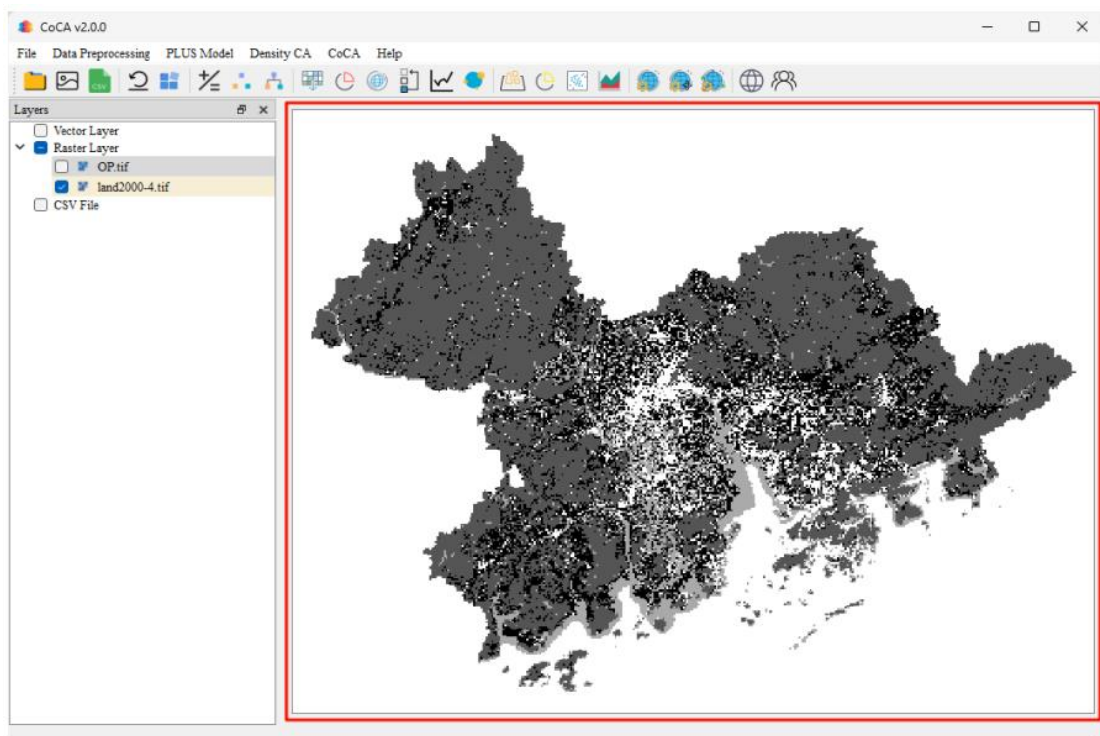 CoCA v2.0.0
File Data Preprocessing PLUS Model Density CA CoCA Help
CSV
Layers
Vector Layer
Raster Layer
OP.tif
land2000-4.tif
CSV File